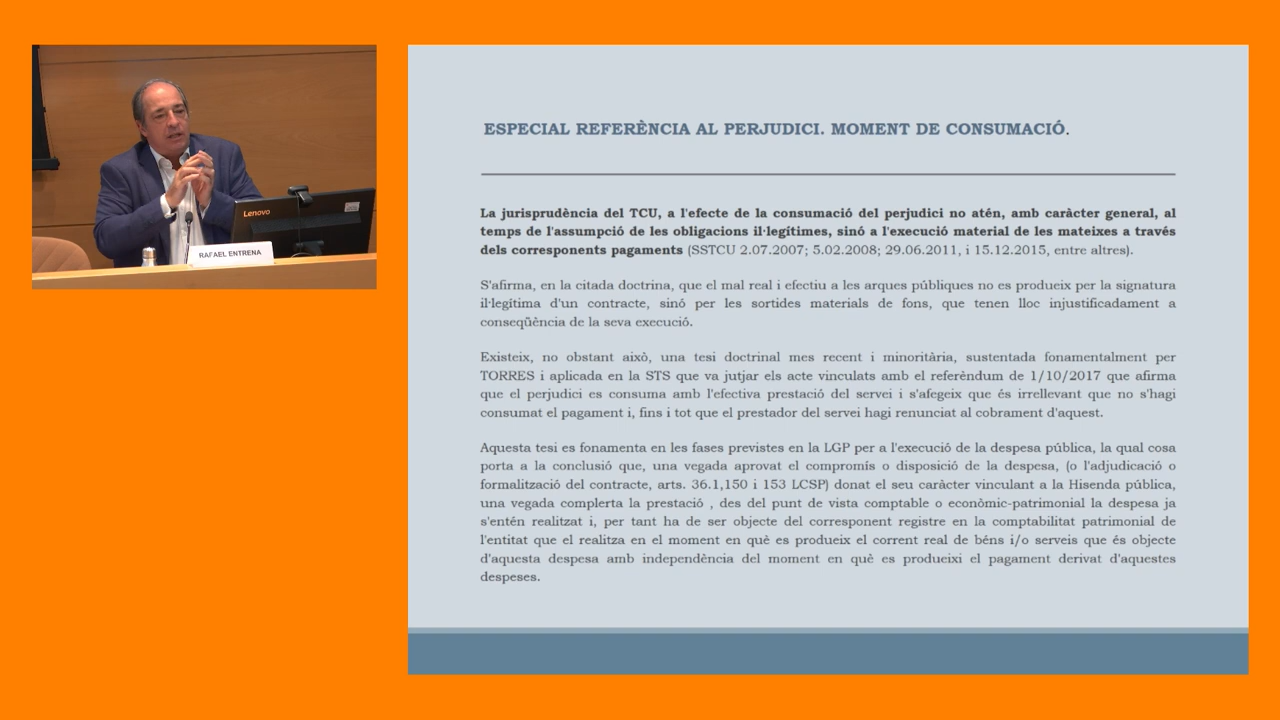 Lenovo
RAFAEL ENTRENA
ESPECIAL REFERÈNCIA AL PERJUDICI. MOMENT DE CONSUMACIÓ.
La jurisprudència del TCU, a l'efecte de la consumació del perjudici no atén, amb caràcter general, al
temps de l'assumpció de les obligacions il·legítimes, sinó a l'execució material de les mateixes a través
dels corresponents pagaments (SSTCU 2.07.2007; 5.02.2008; 29.06.2011, i 15.12.2015, entre altres).
S'afirma, en la citada doctrina, que el mal real i efectiu a les arques públiques no es produeix per la signatura
il·legítima d'un contracte, sinó per les sortides materials de fons, que tenen lloc injustificadament a
conseqüència de la seva execució.
Existeix, no obstant això, una tesi doctrinal mes recent i minoritària, sustentada fonamentalment per
TORRES i aplicada en la STS que va jutjar els acte vinculats amb el referèndum de 1/10/2017 que afirma
que el perjudici es consuma amb l'efectiva prestació del servei i s'afegeix que és irrellevant que no s'hagi
consumat el pagament i, fins i tot que el prestador del servei hagi renunciat al cobrament d'aquest.
Aquesta tesi es fonamenta en les fases previstes en la LGP per a l'execució de la despesa pública, la qual cosa
porta a la conclusió que, una vegada aprovat el compromís o disposició de la despesa, (o l'adjudicació o
formalització del contracte, arts. 36.1,150 i 153 LCSP) donat el seu caràcter vinculant a la Hisenda pública,
una vegada complerta la prestació , des del punt de vista comptable o econòmic-patrimonial la despesa ja
s'entén realitzat i, per tant ha de ser objecte del corresponent registre en la comptabilitat patrimonial de
l'entitat que el realitza en el moment en què es produeix el corrent real de béns i/o serveis que és objecte
d'aquesta despesa amb independència del moment en què es produeixi el pagament derivat d'aquestes
despeses.